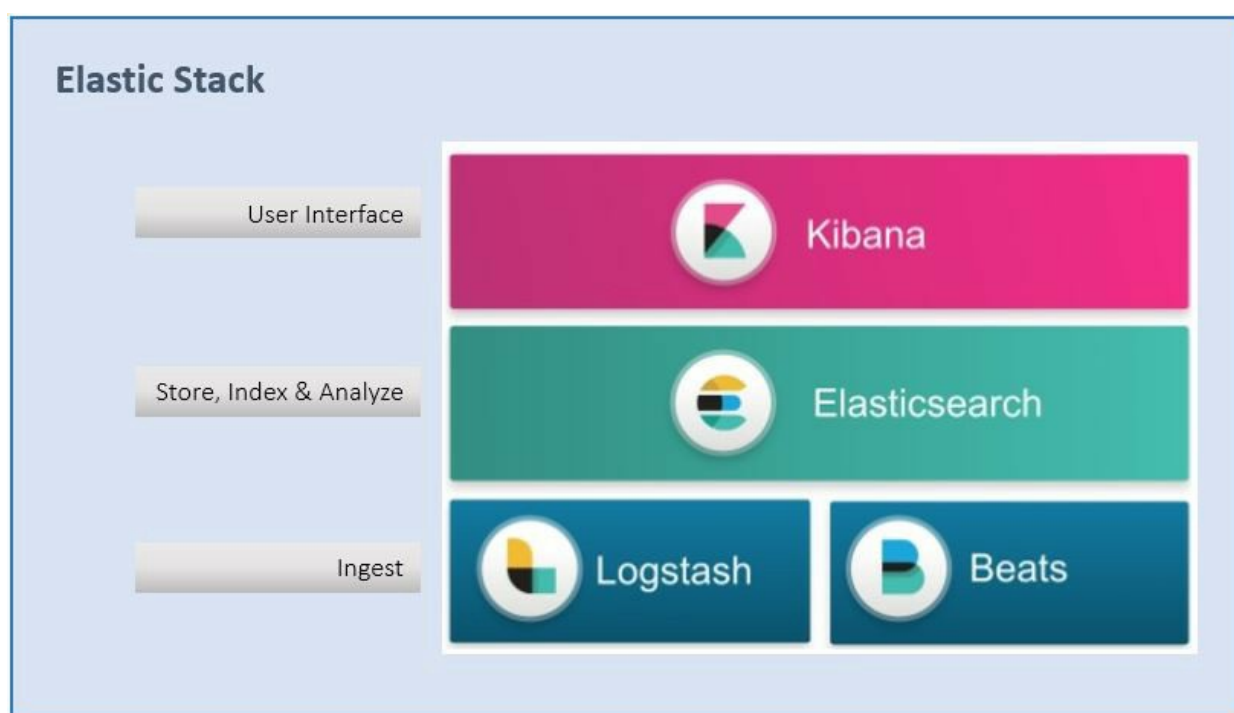 Elastic Stack
User Interface
Kibana
Store, Index & Analyze
Elasticsearch
Ingest
Logstash
Beats